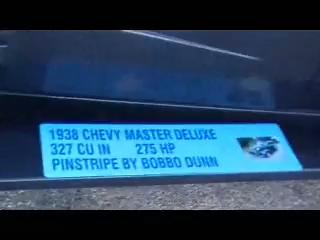 1938 CHEVY MASTER DELUXE
327 CU IN 275 HP
PINSTRIPE BY BOBBO DUNN